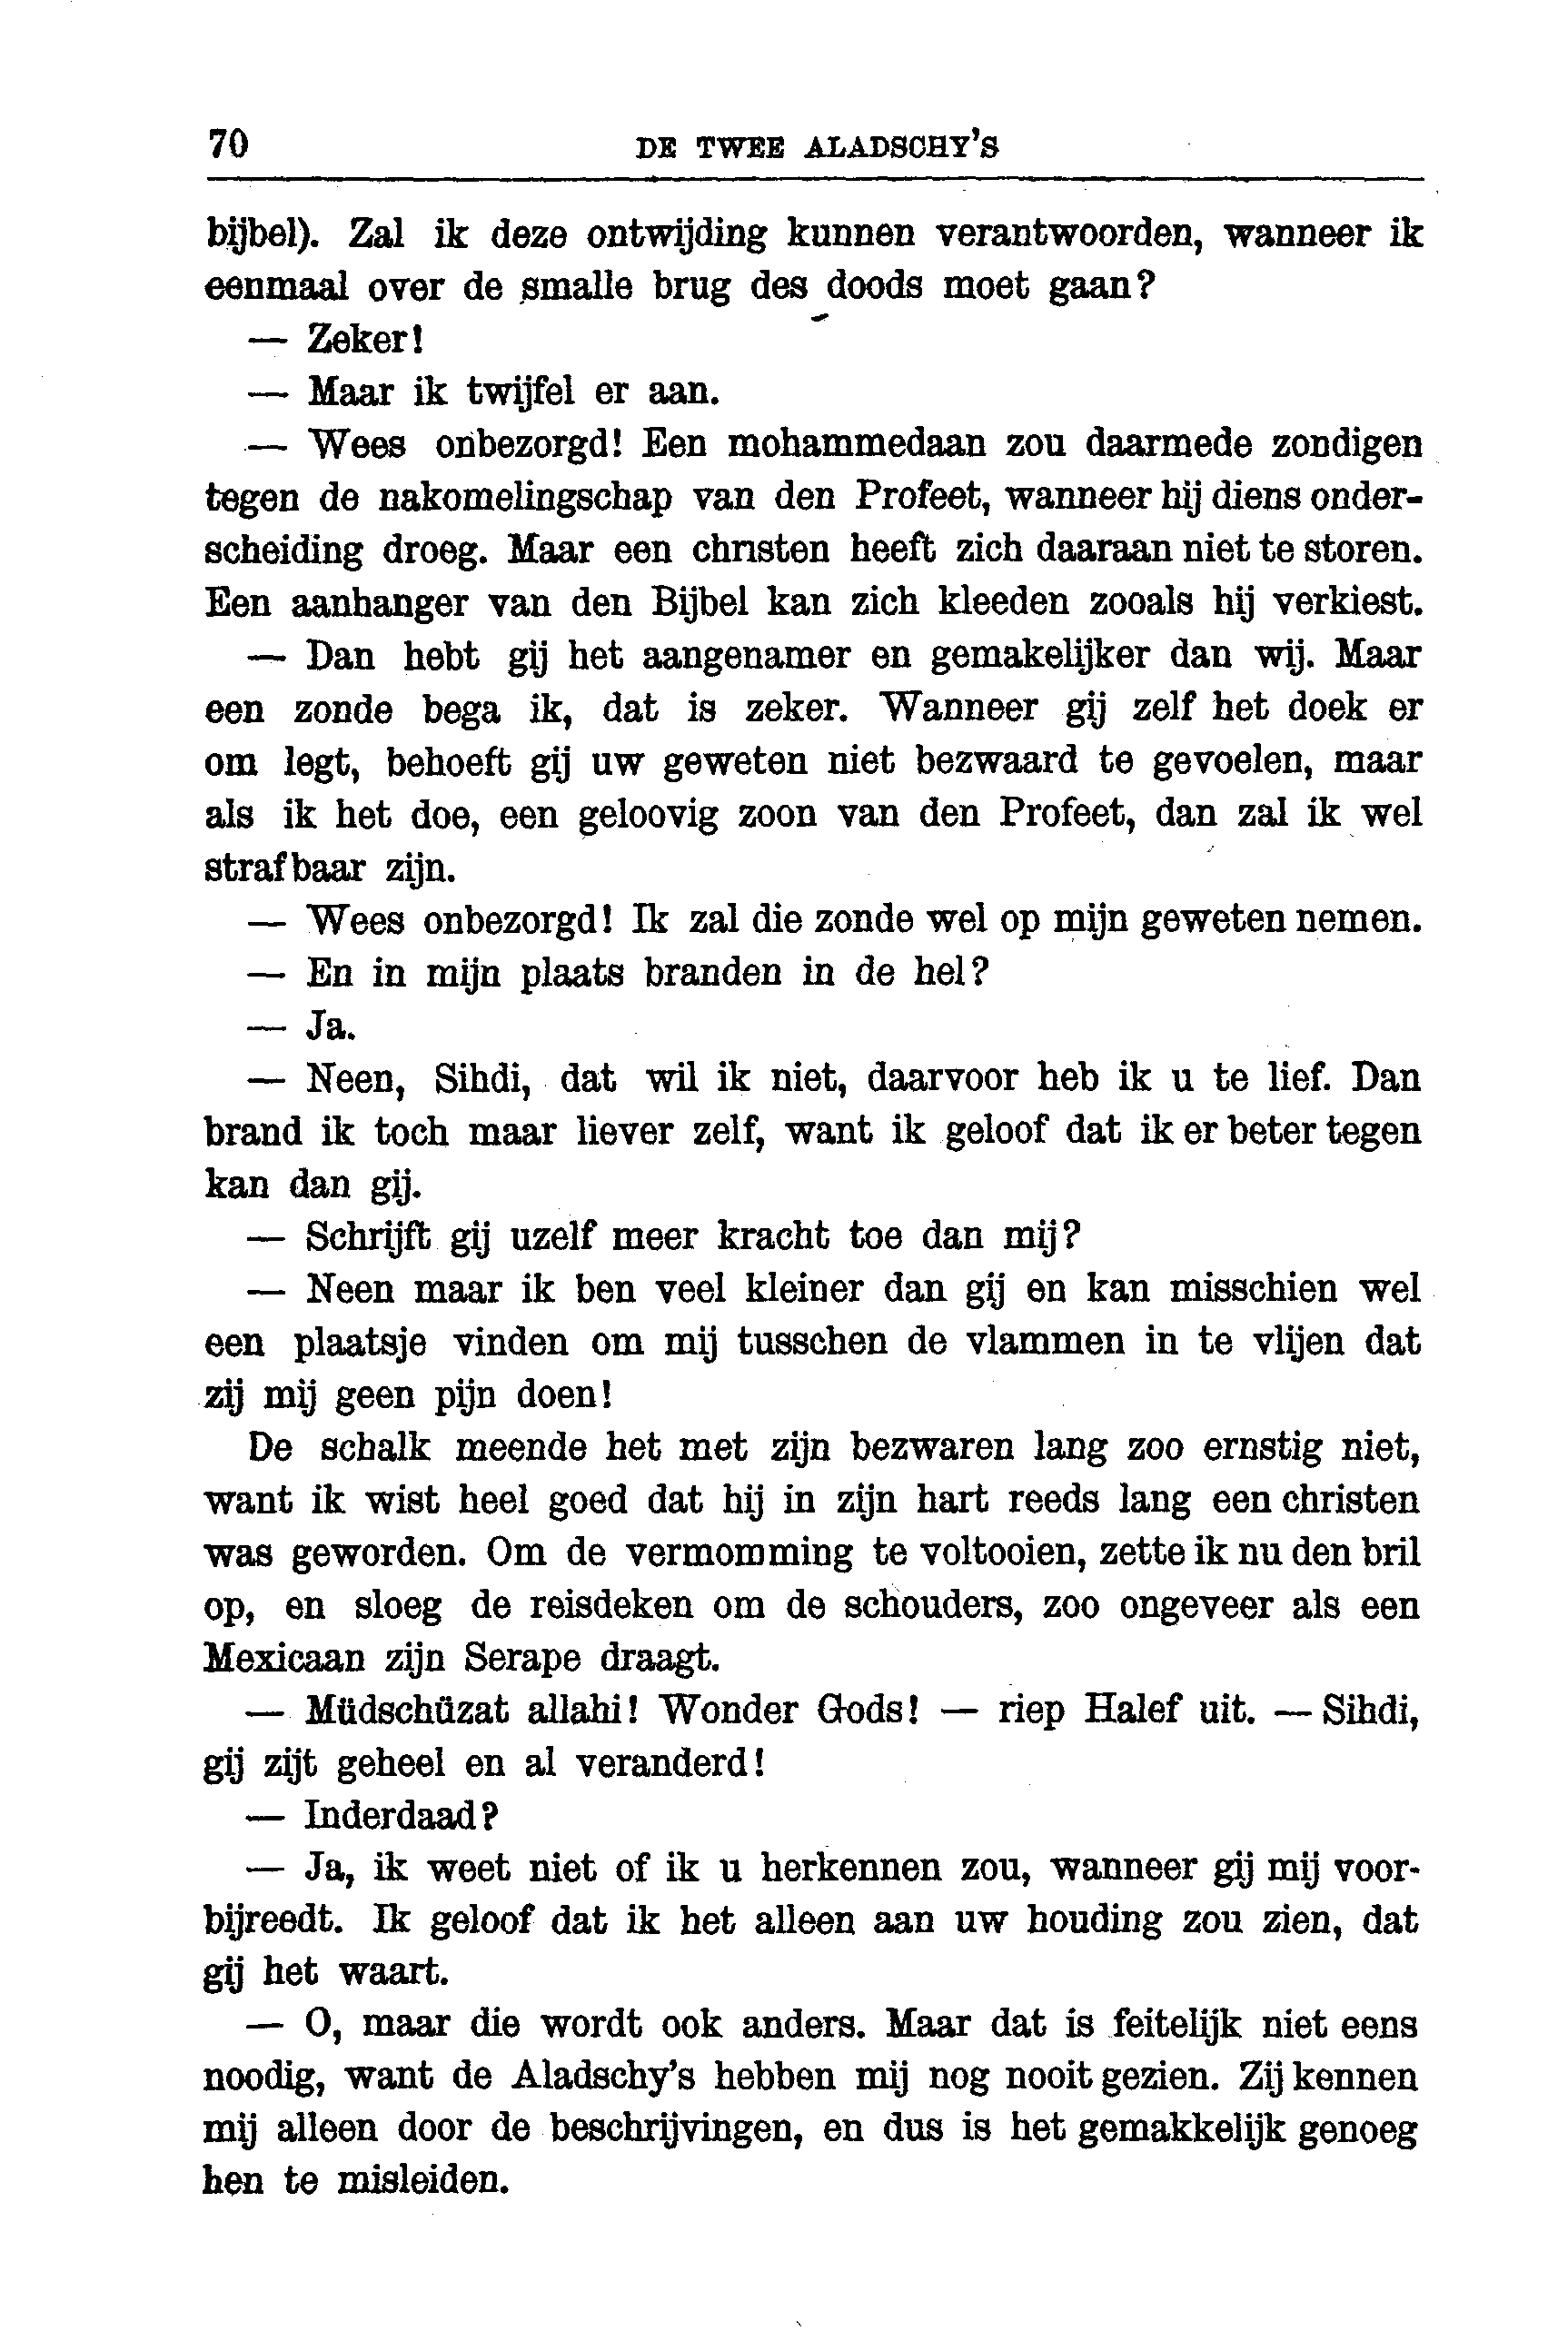 70
DE TWEE ALADSCHY'S
bijbel). Zal ik deze ontwijding kunnen verantwoorden, wanneer ik
eenmaal over de smalle brug des doods moet gaan?
— Zeker!
— Maar ik twijfel er aan.
— Wees onbezorgd! Een mohammedaan zou daarmede zondigen
tegen de nakomelingschap van den Profeet, wanneer hij diens onder-
scheiding droeg. Maar een christen heeft zich daaraan niet te storen.
Een aanhanger van den Bijbel kan zich kleeden zooals hij verkiest.
— Dan hebt gij het aangenamer en gemakelijker dan wij. Maar
een zonde bega ik, dat is zeker. Wanneer gij zelf het doek er
om legt, behoeft gij uw geweten niet bezwaard te gevoelen, maar
als ik het doe, een geloovig zoon van den Profeet, dan zal ik wel
strafbaar zijn.
— Wees onbezorgd! Ik zal die zonde wel op mijn geweten nemen.
— En in mijn plaats branden in de hel?
— Ja.
— Neen, Sihdi, dat wil ik niet, daarvoor heb ik u te lief. Dan
brand ik toch maar liever zelf, want ik geloof dat ik er beter tegen
kan dan gij.
— Schrijft gij uzelf meer kracht toe dan mij?
— Neen maar ik ben veel kleiner dan gij en kan misschien wel
een plaatsje vinden om mij tusschen de vlammen in te vlijen dat
zij mij geen pijn doen!
De schalk meende het met zijn bezwaren lang zoo ernstig niet,
want ik wist heel goed dat hij in zijn hart reeds lang een christen
was geworden. Om de vermomming te voltooien, zette ik nu den bril
op, en sloeg de reisdeken om de schouders, zoo ongeveer als een
Mexicaan zijn Serape draagt.
— Müdschüzat allahi! Wonder Gods! — riep Halef uit. — Sihdi,
gij zijt geheel en al veranderd!
— Inderdaad?
— Ja, ik weet niet of ik u herkennen zou, wanneer gij mij voor-
bijreedt. Ik geloof dat ik het alleen aan uw houding zou zien, dat
gij het waart.
— O, maar die wordt ook anders. Maar dat is feitelijk niet eens
noodig, want de Aladschy's hebben mij nog nooit gezien. Zij kennen
mij alleen door de beschrijvingen, en dus is het gemakkelijk genoeg
hen te misleiden.